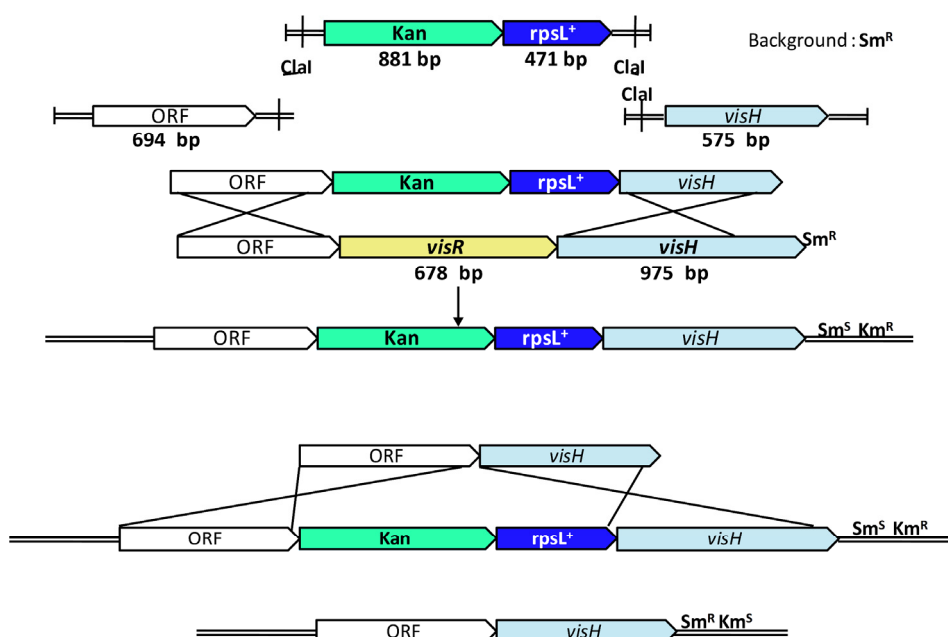 Kan rpsL⁺
Background : Smᴿ
881 bp 471 bp
ClaI ClaI
ClaI
ORF visH
694 bp 575 bp
ORF Kan rpsL⁺ visH
ORF visR visH Smᴿ
678 bp 975 bp
ORF Kan rpsL⁺ visH Smˢ Kmᴿ
ORF visH
ORF Kan rpsL⁺ visH Smˢ Kmᴿ
ORF visH Smᴿ Kmˢ